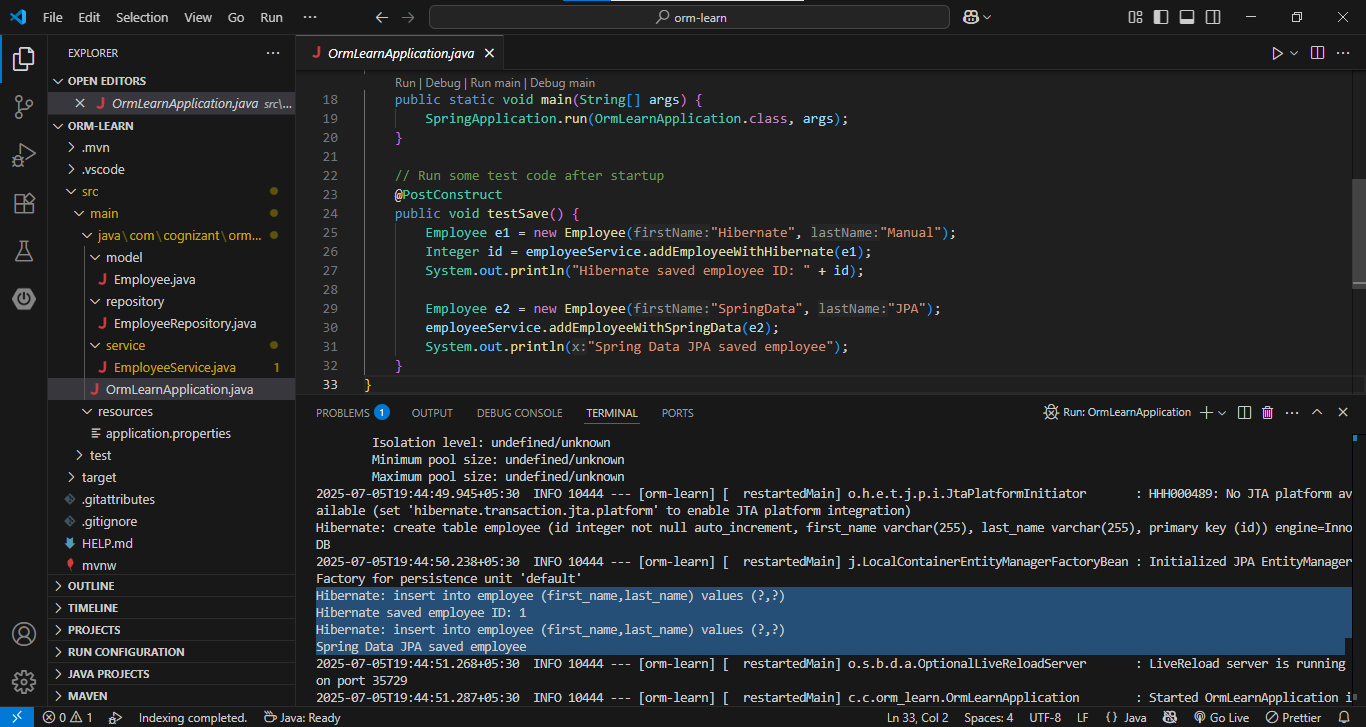 File Edit Selection View Go Run ··· orm-learn
EXPLORER ···
OPEN EDITORS
OrmLearnApplication.java src\...
ORM-LEARN
.mvn
.vscode
src
main
java\com\cognizant\orm...
model
Employee.java
repository
EmployeeRepository.java
service
EmployeeService.java 1
OrmLearnApplication.java
resources
application.properties
test
target
.gitattributes
.gitignore
HELP.md
mvnw
OUTLINE
TIMELINE
PROJECTS
RUN CONFIGURATION
JAVA PROJECTS
MAVEN
OrmLearnApplication.java
Run | Debug | Run main | Debug main
18 public static void main(String[] args) {
19 SpringApplication.run(OrmLearnApplication.class, args);
20 }
21
22 // Run some test code after startup
23 @PostConstruct
24 public void testSave() {
25 Employee e1 = new Employee(firstName:"Hibernate", lastName:"Manual");
26 Integer id = employeeService.addEmployeeWithHibernate(e1);
27 System.out.println("Hibernate saved employee ID: " + id);
28
29 Employee e2 = new Employee(firstName:"SpringData", lastName:"JPA");
30 employeeService.addEmployeeWithSpringData(e2);
31 System.out.println(x:"Spring Data JPA saved employee");
32 }
33 }
PROBLEMS 1 OUTPUT DEBUG CONSOLE TERMINAL PORTS Run: OrmLearnApplication
Isolation level: undefined/unknown
Minimum pool size: undefined/unknown
Maximum pool size: undefined/unknown
2025-07-05T19:44:49.945+05:30 INFO 10444 --- [orm-learn] [ restartedMain] o.h.e.t.j.p.i.JtaPlatformInitiator : HHH000489: No JTA platform av
ailable (set 'hibernate.transaction.jta.platform' to enable JTA platform integration)
Hibernate: create table employee (id integer not null auto_increment, first_name varchar(255), last_name varchar(255), primary key (id)) engine=Inno
DB
2025-07-05T19:44:50.238+05:30 INFO 10444 --- [orm-learn] [ restartedMain] j.LocalContainerEntityManagerFactoryBean : Initialized JPA EntityManager
Factory for persistence unit 'default'
Hibernate: insert into employee (first_name,last_name) values (?,?)
Hibernate saved employee ID: 1
Hibernate: insert into employee (first_name,last_name) values (?,?)
Spring Data JPA saved employee
2025-07-05T19:44:51.268+05:30 INFO 10444 --- [orm-learn] [ restartedMain] o.s.b.d.a.OptionalLiveReloadServer : LiveReload server is running
on port 35729
2025-07-05T19:44:51.287+05:30 INFO 10444 --- [orm-learn] [ restartedMain] c.c.orm_learn.OrmLearnApplication : Started OrmLearnApplication i
0 1 Indexing completed. Java: Ready Ln 33, Col 2 Spaces: 4 UTF-8 LF {} Java Go Live Prettier